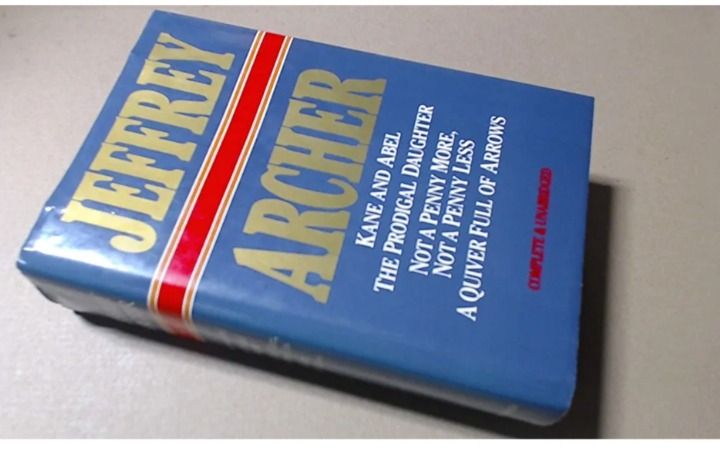 JEFFREY
ARCHER
KANE AND ABEL
THE PRODIGAL DAUGHTER
NOT A PENNY MORE,
NOT A PENNY LESS
A QUIVER FULL OF ARROWS
COMPLETE & UNABRIDGED